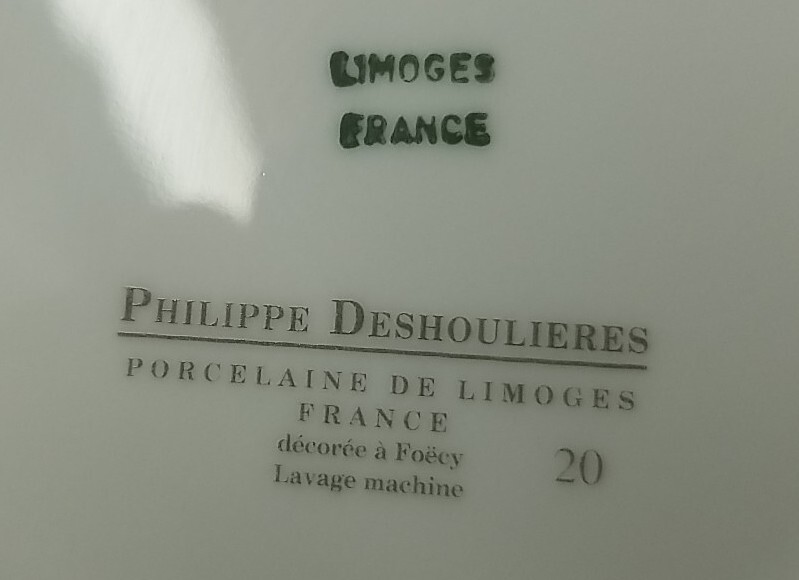 LIMOGES
FRANCE
PHILIPPE DESHOULIERES
PORCELAINE DE LIMOGES
FRANCE
décorée à Foëcy
Lavage machine 20